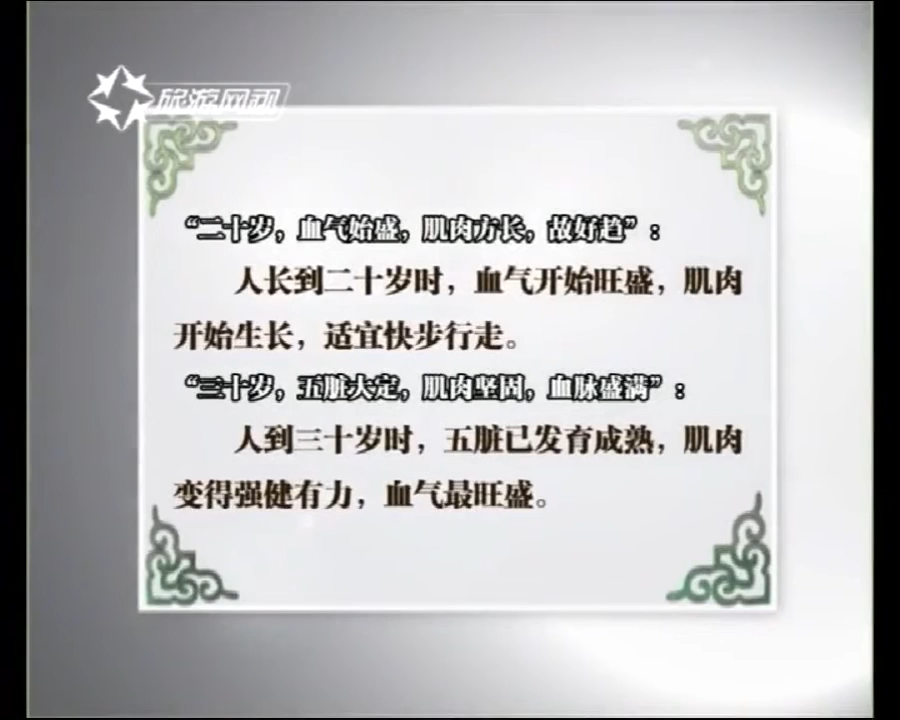 旅游网视
“二十岁，血气始盛，肌肉方长，故好趋”：
人长到二十岁时，血气开始旺盛，肌肉
开始生长，适宜快步行走。
“三十岁，五脏大定，肌肉坚固，血脉盛满”：
人到三十岁时，五脏已发育成熟，肌肉
变得强健有力，血气最旺盛。